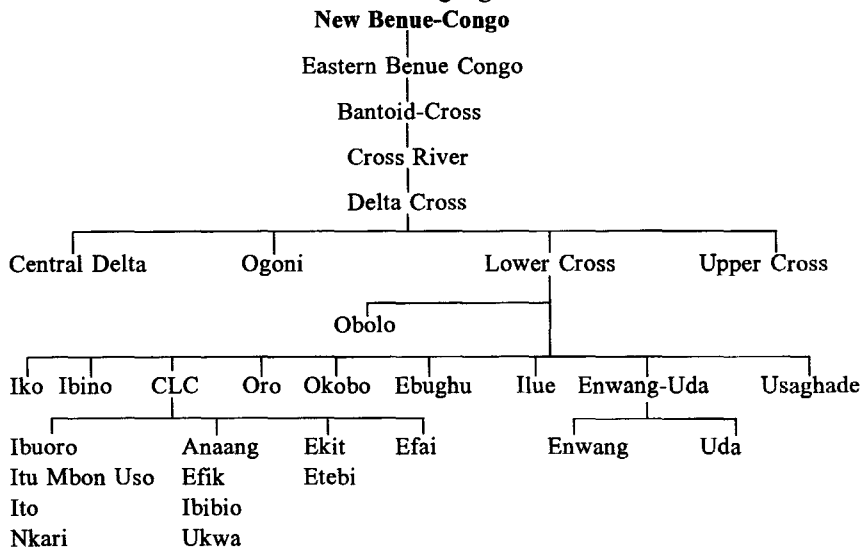 New Benue-Congo
Eastern Benue Congo
Bantoid-Cross
Cross River
Delta Cross
Central Delta Ogoni Lower Cross Upper Cross
Obolo
Iko Ibino CLC Oro Okobo Ebughu Ilue Enwang-Uda Usaghade
Ibuoro Anaang Ekit Efai Enwang Uda
Itu Mbon Uso Efik Etebi
Ito Ibibio
Nkari Ukwa